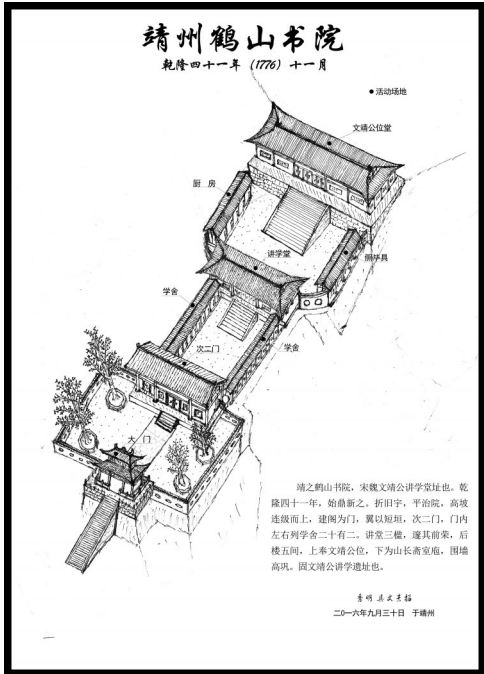 靖州鹤山书院
乾隆四十一年（1776）十一月
●活动场地
文靖公位堂
厨 房
讲学堂
学舍
次二门
学舍
大 门
靖之鹤山书院，宋魏文靖公讲学堂址也。乾
隆四十一年，始鼎新之。折旧宇，平治院，高坡
连级而上，建阁为门，翼以短垣，次二门，门内
左右列学舍二十有二。讲堂三楹，邃其前荣，后
楼五间，上奉文靖公位，下为山长斋室庖，围墙
高巩。固文靖公讲学遗址也。
二〇一六年九月三十日 于靖州